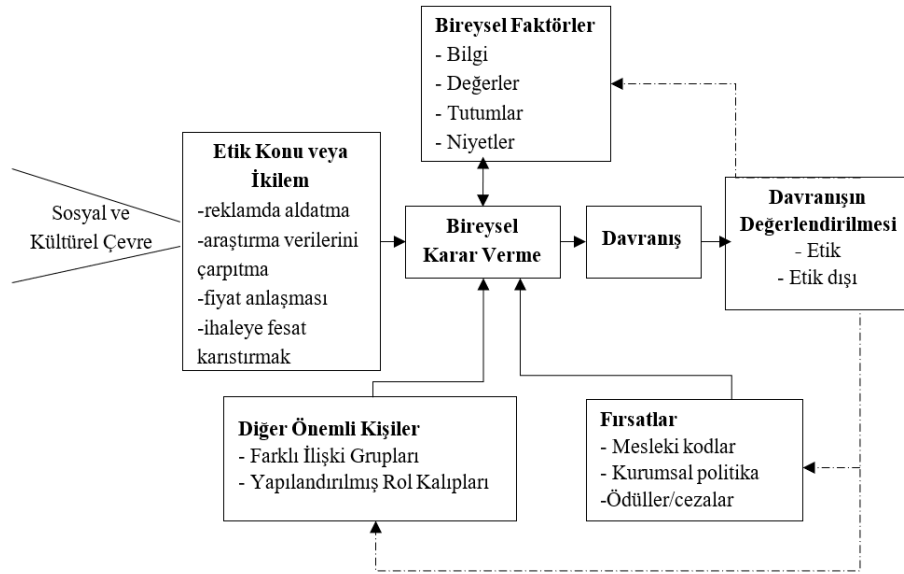 Bireysel Faktörler
- Bilgi
- Değerler
- Tutumlar
- Niyetler
Sosyal ve
Kültürel Çevre
Etik Konu veya
İkilem
-reklamda aldatma
-araştırma verilerini
çarpıtma
-fiyat anlaşması
-ihaleye fesat
karıstırmak
Bireysel
Karar Verme
Davranış
Davranışın
Değerlendirilmesi
- Etik
- Etik dışı
Diğer Önemli Kişiler
- Farklı İlişki Grupları
- Yapılandırılmış Rol Kalıpları
Fırsatlar
- Mesleki kodlar
- Kurumsal politika
-Ödüller/cezalar